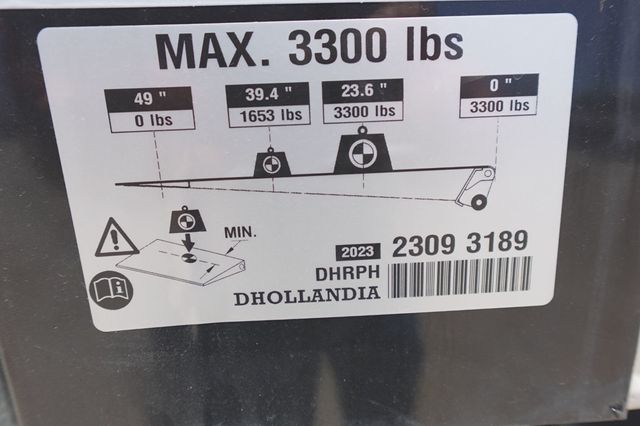 MAX. 3300 lbs
49 " 39.4 " 23.6 " 0 "
0 lbs 1653 lbs 3300 lbs 3300 lbs
MIN.
2023 2309 3189
DHRPH
DHOLLANDIA